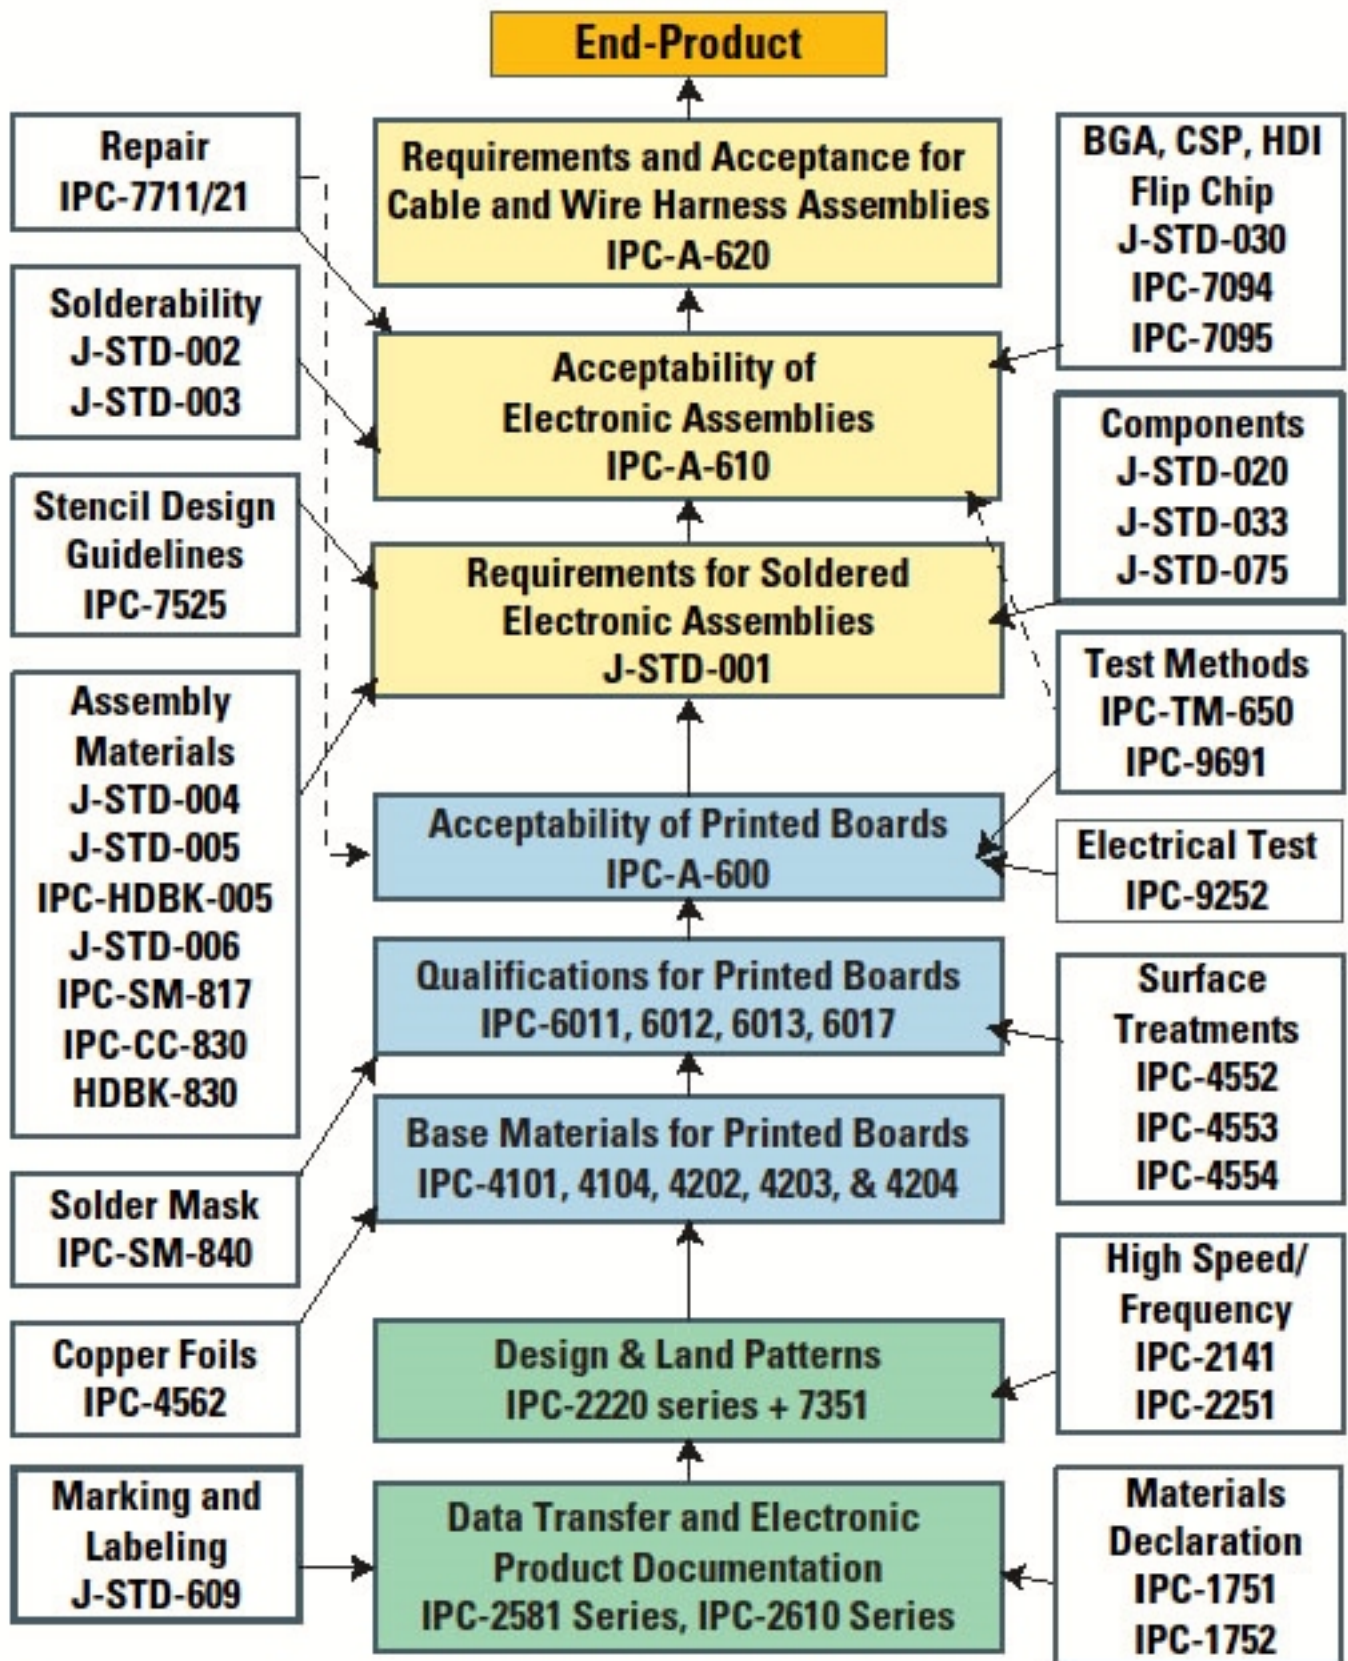 End-Product
Requirements and Acceptance for
Cable and Wire Harness Assemblies
IPC-A-620
Acceptability of
Electronic Assemblies
IPC-A-610
Requirements for Soldered
Electronic Assemblies
J-STD-001
Acceptability of Printed Boards
IPC-A-600
Qualifications for Printed Boards
IPC-6011, 6012, 6013, 6017
Base Materials for Printed Boards
IPC-4101, 4104, 4202, 4203, & 4204
Design & Land Patterns
IPC-2220 series + 7351
Data Transfer and Electronic
Product Documentation
IPC-2581 Series, IPC-2610 Series
Repair
IPC-7711/21
Solderability
J-STD-002
J-STD-003
Stencil Design
Guidelines
IPC-7525
Assembly
Materials
J-STD-004
J-STD-005
IPC-HDBK-005
J-STD-006
IPC-SM-817
IPC-CC-830
HDBK-830
Solder Mask
IPC-SM-840
Copper Foils
IPC-4562
Marking and
Labeling
J-STD-609
BGA, CSP, HDI
Flip Chip
J-STD-030
IPC-7094
IPC-7095
Components
J-STD-020
J-STD-033
J-STD-075
Test Methods
IPC-TM-650
IPC-9691
Electrical Test
IPC-9252
Surface
Treatments
IPC-4552
IPC-4553
IPC-4554
High Speed/
Frequency
IPC-2141
IPC-2251
Materials
Declaration
IPC-1751
IPC-1752